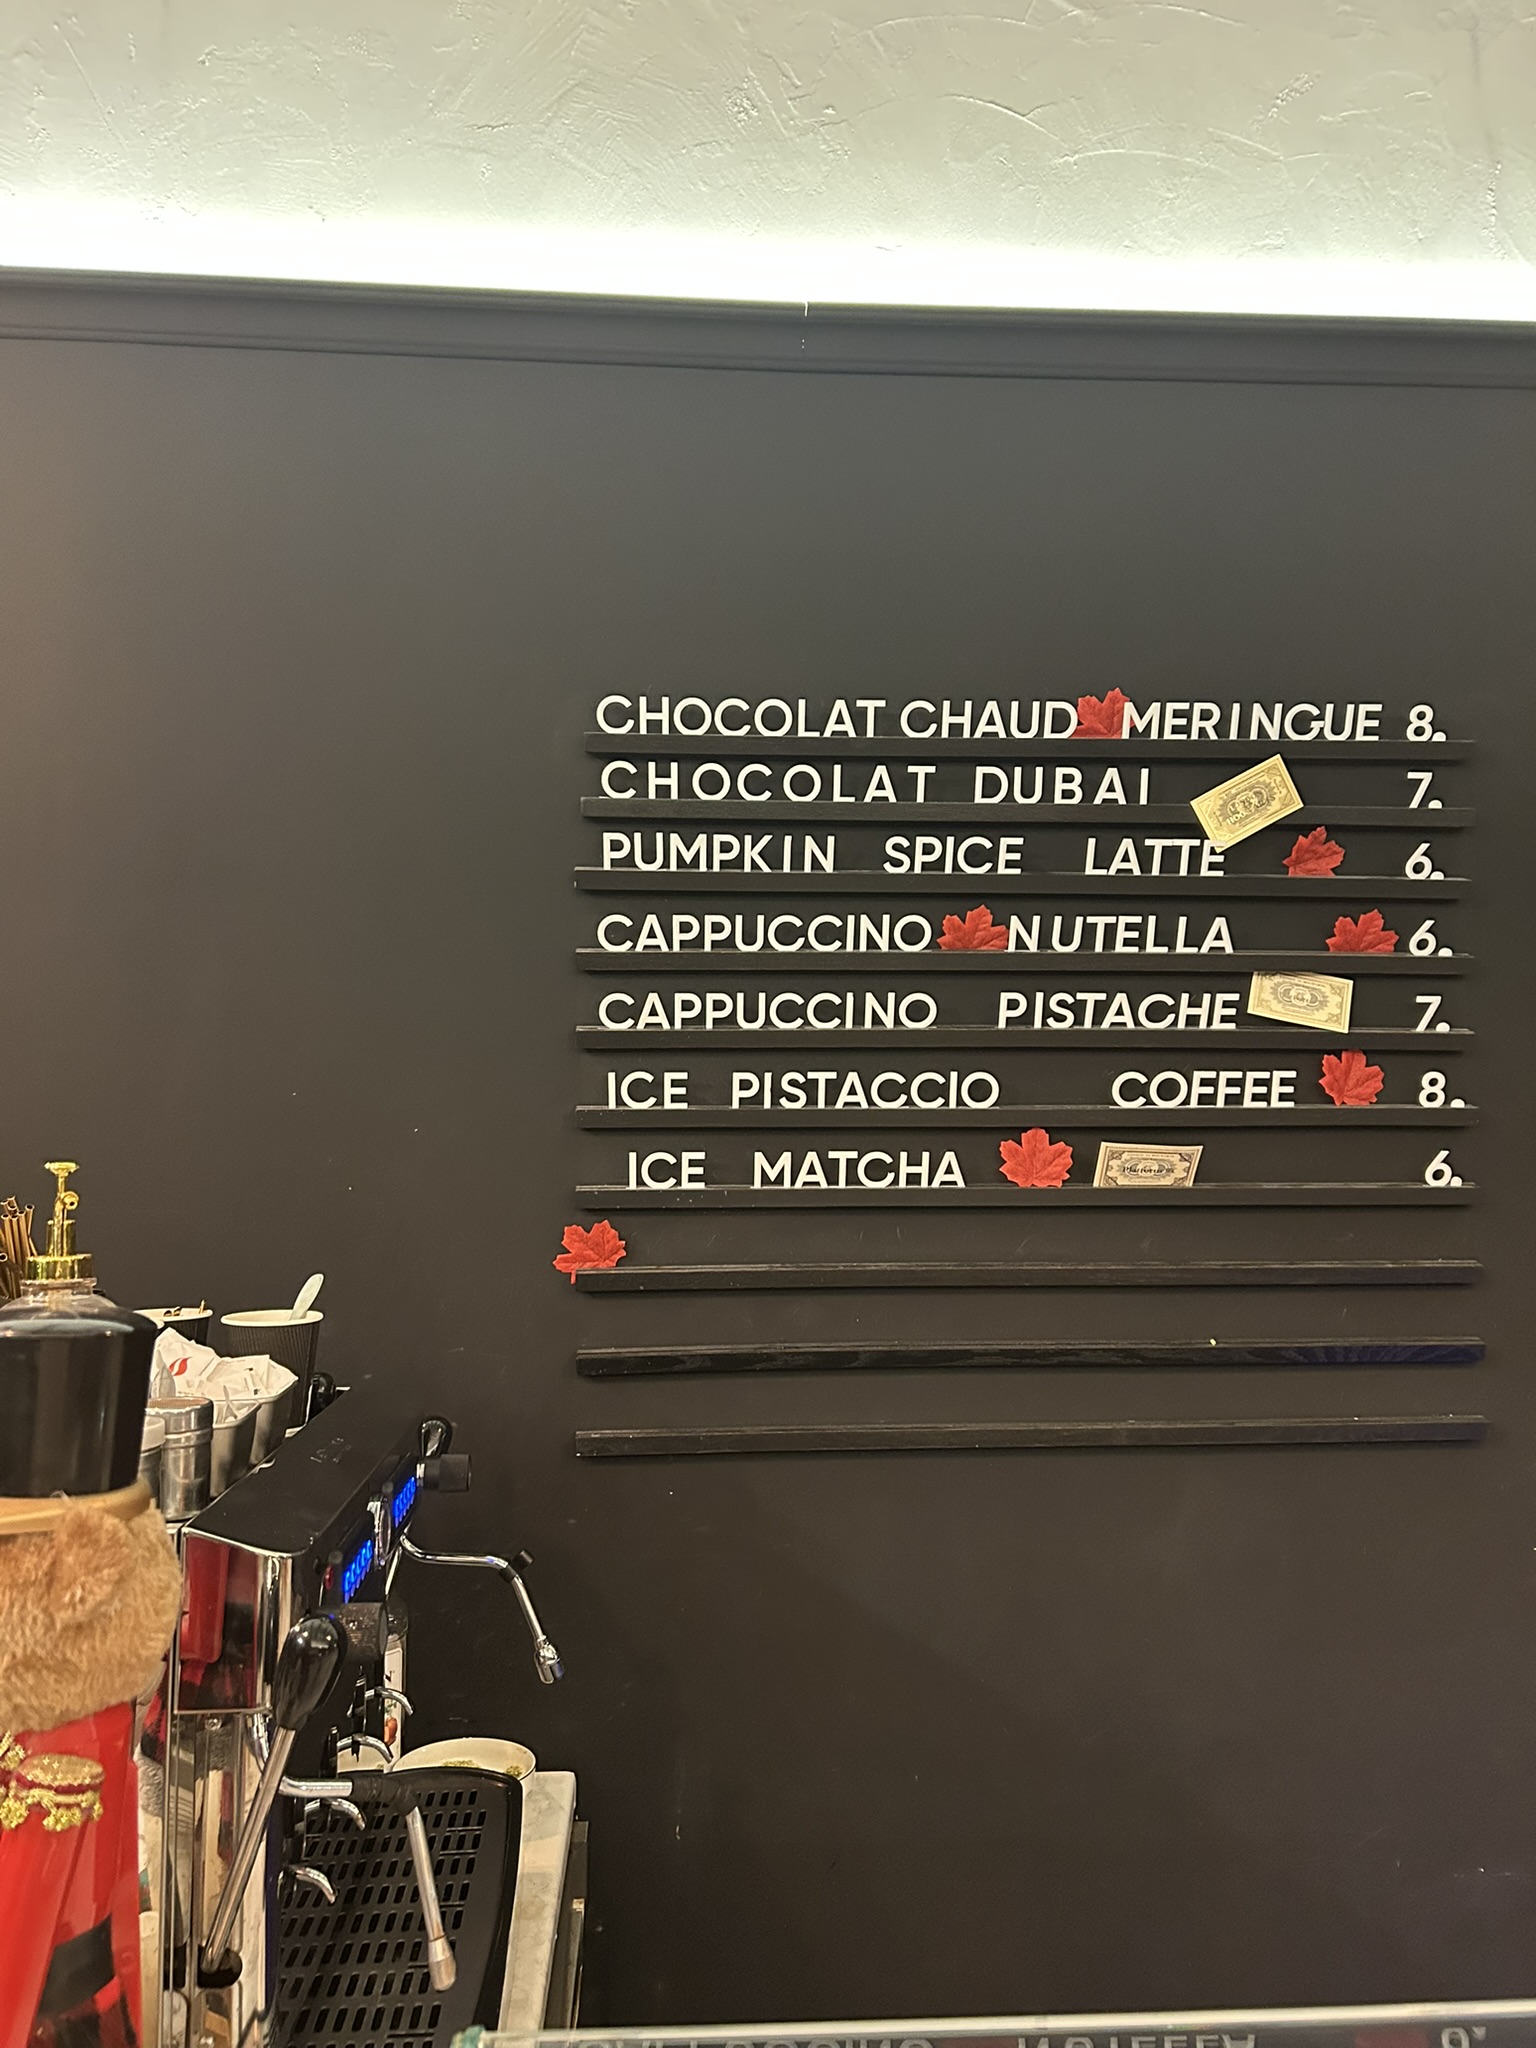 CHOCOLAT CHAUD MERINGUE 8.
CHOCOLAT DUBAI 7.
PUMPKIN SPICE LATTE 6.
CAPPUCCINO NUTELLA 6.
CAPPUCCINO PISTACHE 7.
ICE PISTACCIO COFFEE 8.
ICE MATCHA 6.